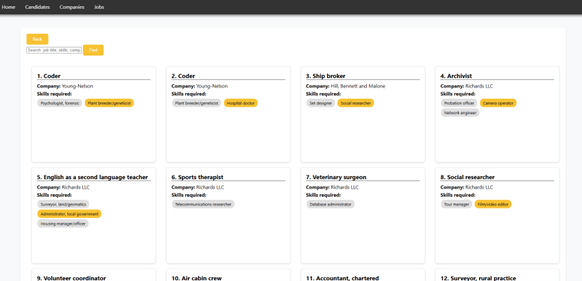 Home Candidates Companies Jobs
Back
Search: job title, skills, comp Find
1. Coder
Company: Young-Nelson
Skills required:
Psychologist, forensic Plant breeder/geneticist
2. Coder
Company: Young-Nelson
Skills required:
Plant breeder/geneticist Hospital doctor
3. Ship broker
Company: Hill, Bennett and Malone
Skills required:
Set designer Social researcher
4. Archivist
Company: Richards LLC
Skills required:
Probation officer Camera operator
Network engineer
5. English as a second language teacher
Company: Richards LLC
Skills required:
Surveyor, land/geomatics
Administrator, local government
Housing manager/officer
6. Sports therapist
Company: Richards LLC
Skills required:
Telecommunications researcher
7. Veterinary surgeon
Company: Richards LLC
Skills required:
Database administrator
8. Social researcher
Company: Richards LLC
Skills required:
Tour manager Film/video editor
9. Volunteer coordinator
10. Air cabin crew
11. Accountant, chartered
12. Surveyor, rural practice